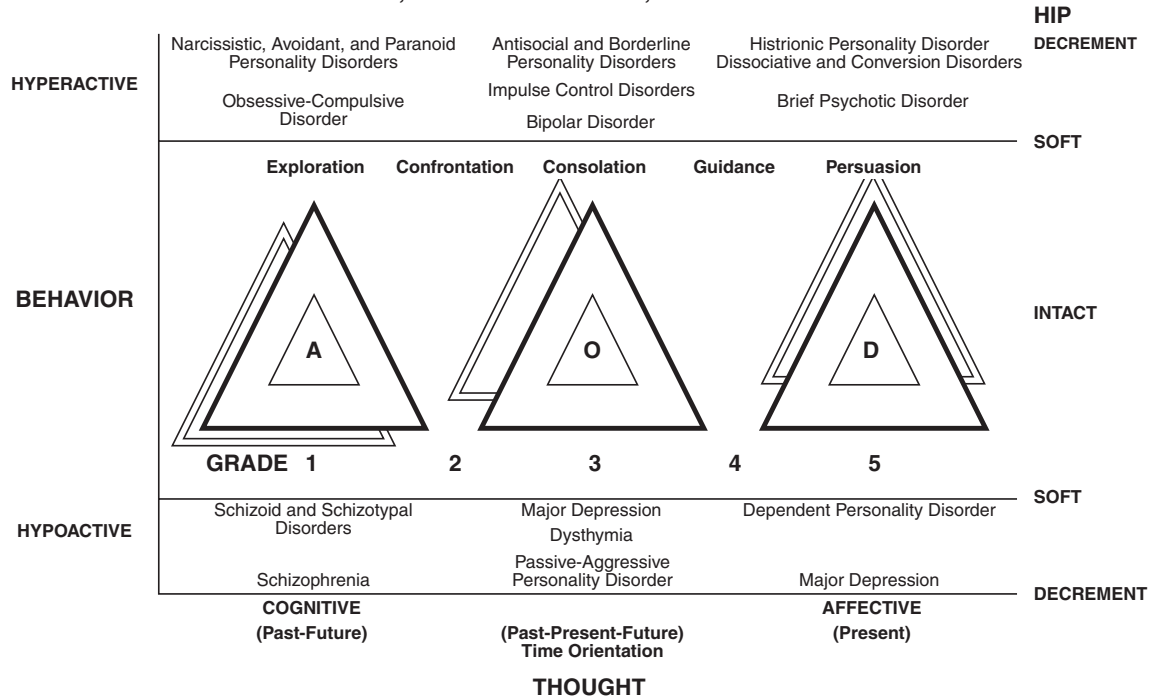 HIP
DECREMENT
HYPERACTIVE
Narcissistic, Avoidant, and Paranoid
Personality Disorders
Obsessive-Compulsive
Disorder
Antisocial and Borderline
Personality Disorders
Impulse Control Disorders
Bipolar Disorder
Histrionic Personality Disorder
Dissociative and Conversion Disorders
Brief Psychotic Disorder
SOFT
Exploration Confrontation Consolation Guidance Persuasion
BEHAVIOR
INTACT
A O D
GRADE 1 2 3 4 5
SOFT
HYPOACTIVE
Schizoid and Schizotypal
Disorders
Schizophrenia
Major Depression
Dysthymia
Passive-Aggressive
Personality Disorder
Dependent Personality Disorder
Major Depression
DECREMENT
COGNITIVE
(Past-Future)
(Past-Present-Future)
Time Orientation
AFFECTIVE
(Present)
THOUGHT